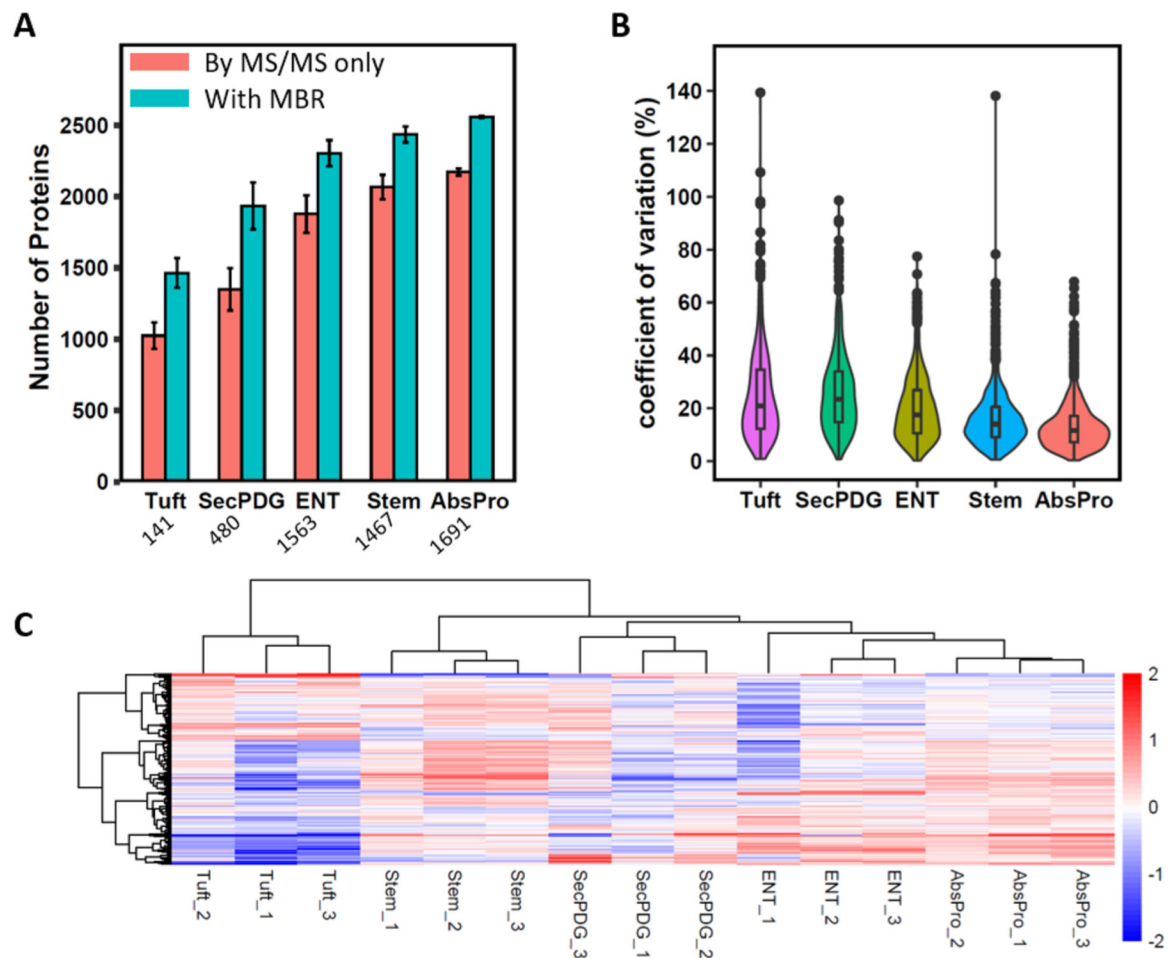 A
By MS/MS only
With MBR
Number of Proteins
2500
2000
1500
1000
500
0
Tuft SecPDG ENT Stem AbsPro
141 480 1563 1467 1691
B
coefficient of variation (%)
140
120
100
80
60
40
20
0
Tuft SecPDG ENT Stem AbsPro
C
2
1
0
-1
-2
Tuft_2 Tuft_1 Tuft_3 Stem_1 Stem_2 Stem_3 SecPDG_3 SecPDG_1 SecPDG_2 ENT_1 ENT_2 ENT_3 AbsPro_2 AbsPro_1 AbsPro_3